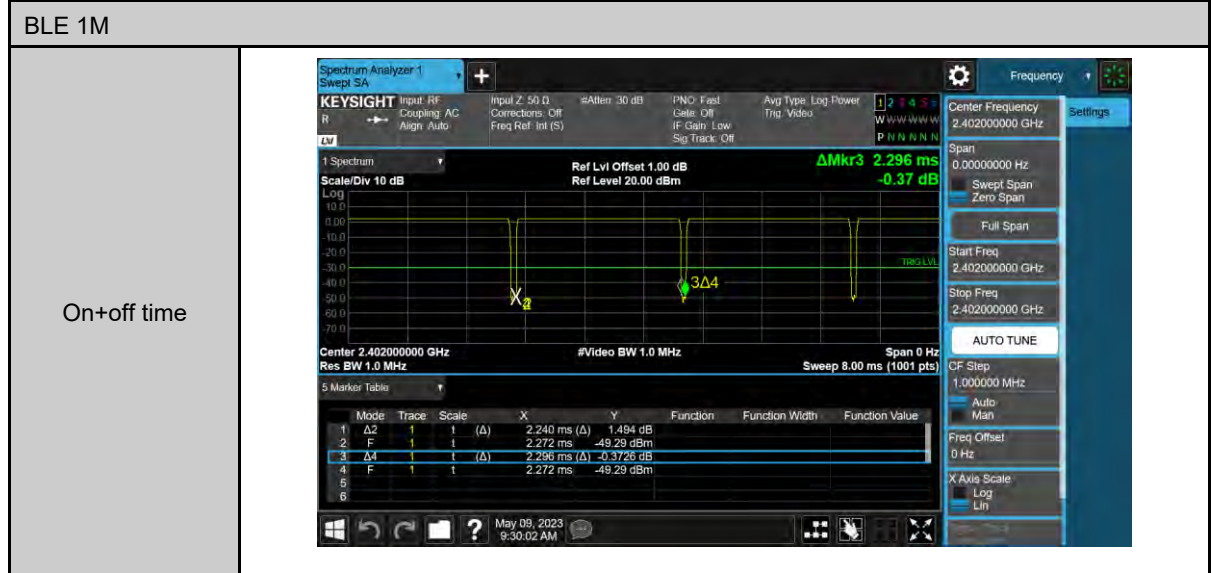 BLE 1M
On+off time
Spectrum Analyzer 1
Swept SA
+
Frequency
Settings
KEYSIGHT
R
LXI
Input: RF
Coupling: AC
Align: Auto
Input Z: 50 Ω
Corrections: Off
Freq Ref: Int (S)
#Atten: 30 dB
PNO: Fast
Gate: Off
IF Gain: Low
Sig Track: Off
Avg Type: Log-Power
Trig: Video
1 2 3 4 5 6
W W W W W W
P N N N N N
1 Spectrum
Scale/Div 10 dB
Ref Lvl Offset 1.00 dB
Ref Level 20.00 dBm
ΔMkr3 2.296 ms
-0.37 dB
Log
10.0
0.00
-10.0
-20.0
-30.0
-40.0
-50.0
-60.0
-70.0
TRIG LVL
3Δ4
Center 2.402000000 GHz
#Video BW 1.0 MHz
Span 0 Hz
Res BW 1.0 MHz
Sweep 8.00 ms (1001 pts)
5 Marker Table
Mode Trace Scale X Y Function Function Width Function Value
1 Δ2 1 t (Δ) 2.240 ms (Δ) 1.494 dB
2 F 1 t 2.272 ms -49.29 dBm
3 Δ4 1 t (Δ) 2.296 ms (Δ) -0.3726 dB
4 F 1 t 2.272 ms -49.29 dBm
5
6
?
May 09, 2023
9:30:02 AM
Center Frequency
2.402000000 GHz
Span
0.00000000 Hz
Swept Span
Zero Span
Full Span
Start Freq
2.402000000 GHz
Stop Freq
2.402000000 GHz
AUTO TUNE
CF Step
1.000000 MHz
Auto
Man
Freq Offset
0 Hz
X Axis Scale
Log
Lin